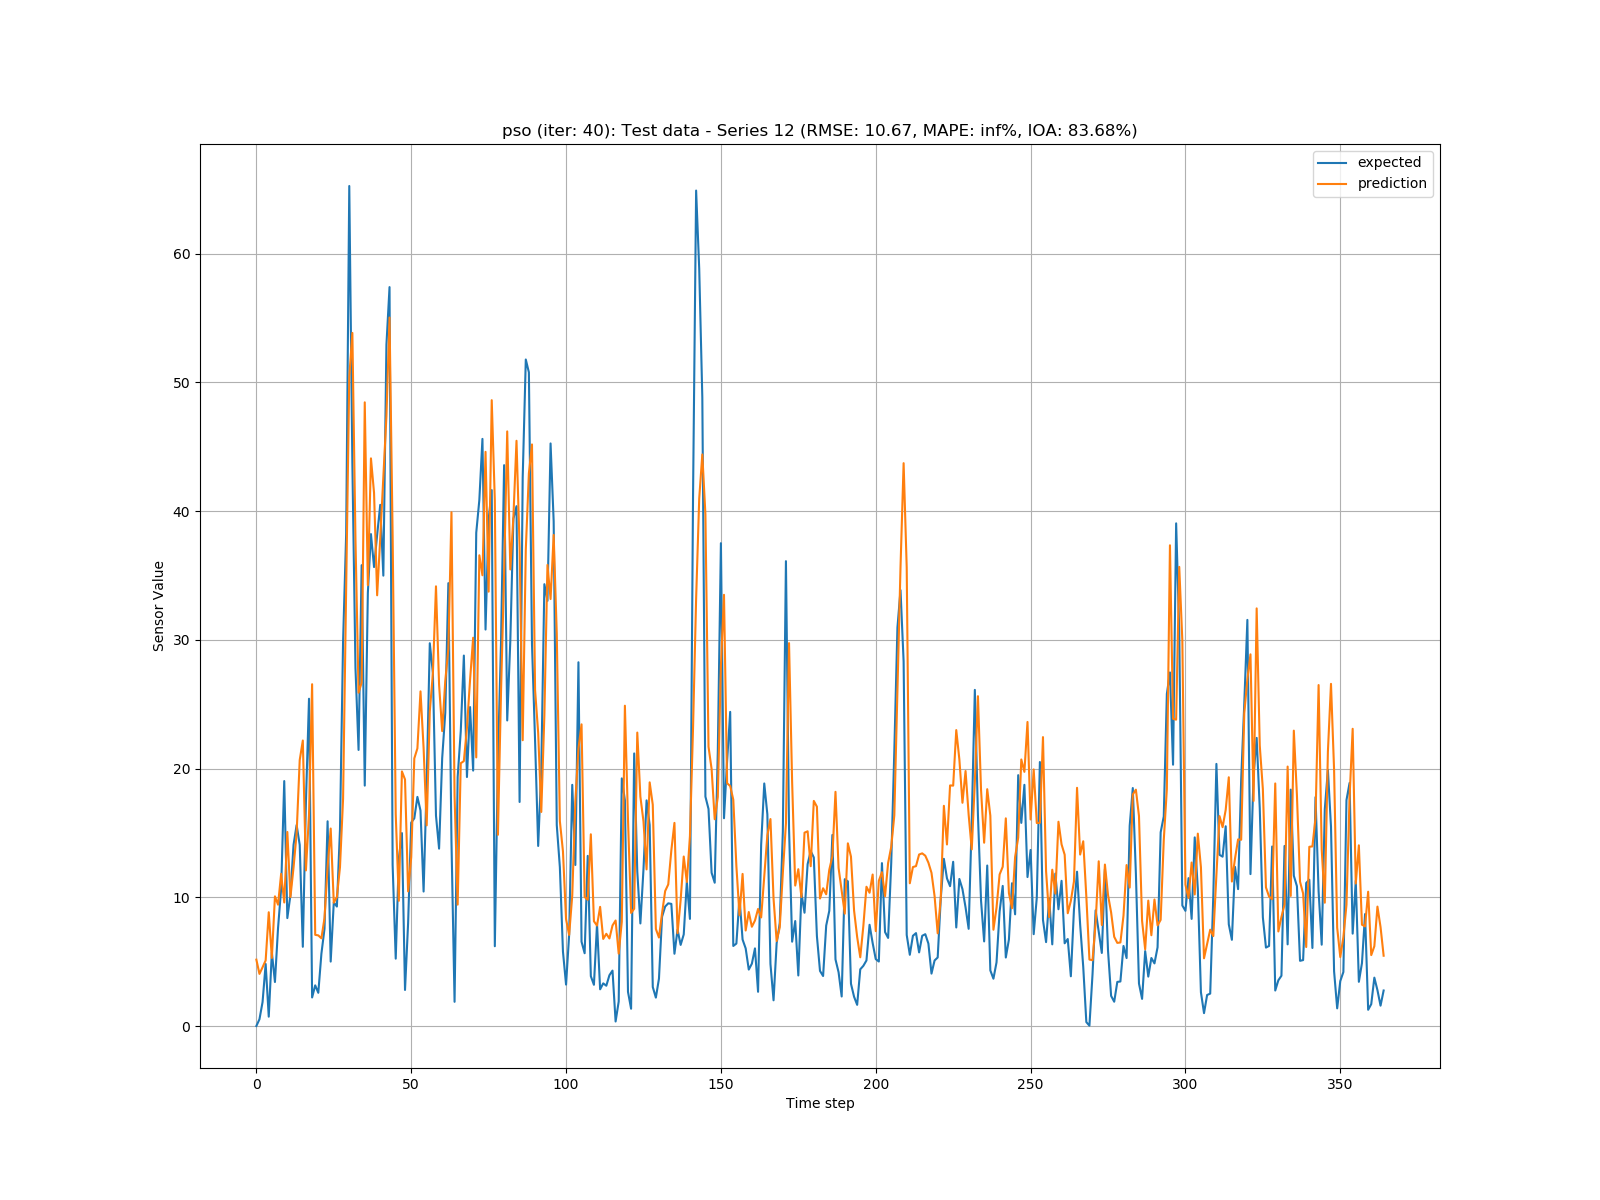 pso (iter: 40): Test data - Series 12 (RMSE: 10.67, MAPE: inf%, IOA: 83.68%)
expected
prediction
60
50
40
30
20
10
0
Sensor Value
0 50 100 150 200 250 300 350
Time step